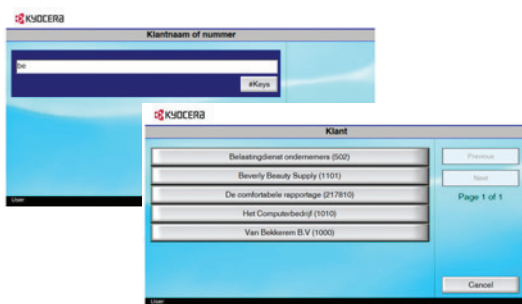 KYOCERA
Klantnaam of nummer
be
#Keys
User
KYOCERA
Klant
Belastingdienst ondernemers (502)
Beverly Beauty Supply (1101)
De comfortabele rapportage (217810)
Het Computerbedrijf (1010)
Van Bekkerem B.V (1000)
Previous
Next
Page 1 of 1
Cancel
User